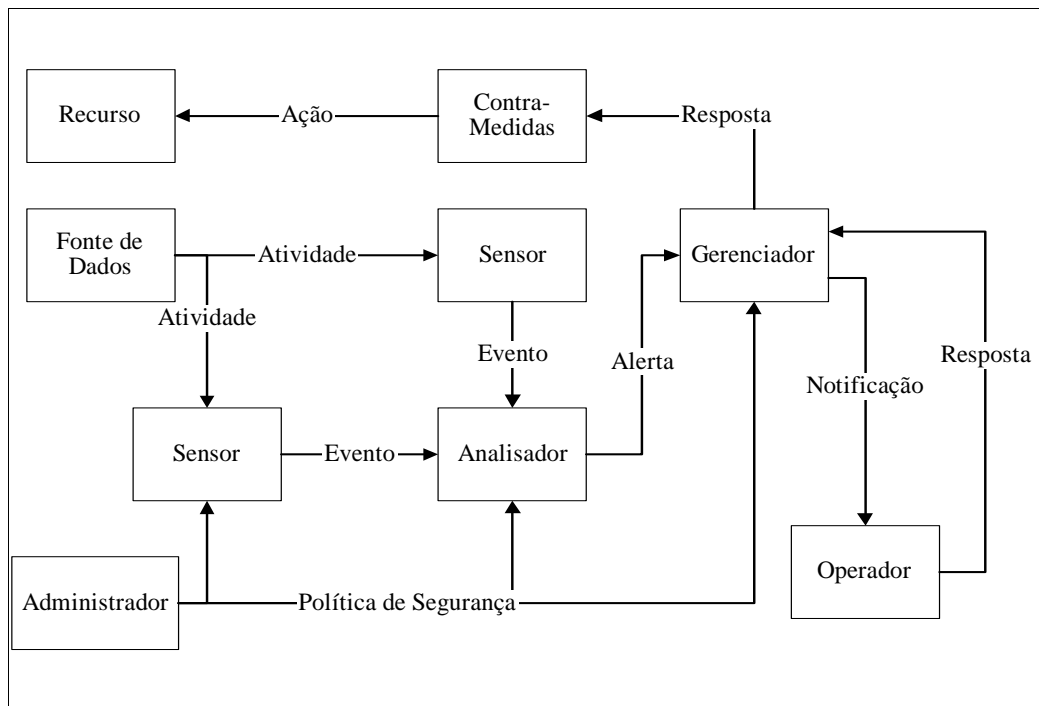 Recurso
Ação
Contra-
Medidas
Resposta
Fonte de
Dados
Atividade
Sensor
Gerenciador
Atividade
Evento
Alerta
Resposta
Notificação
Sensor
Evento
Analisador
Operador
Administrador
Política de Segurança